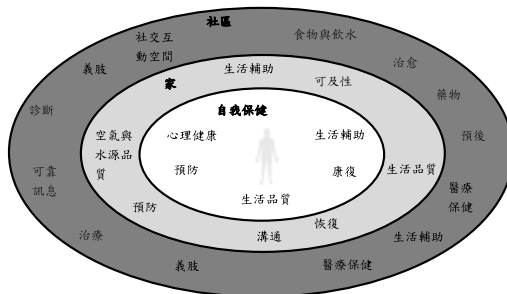 社區
社交互
動空間
食物與飲水
義肢
治愈
家
生活輔助
可及性
藥物
診斷
自我保健
空氣與
水源品
質
心理健康
生活輔助
預後
可靠
訊息
預防
康復
生活品質
醫療
保健
預防
生活品質
恢復
治療
溝通
生活輔助
義肢
醫療保健